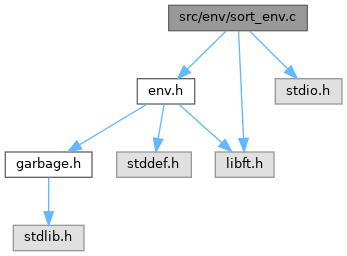 src/env/sort_env.c
env.h
stdio.h
garbage.h
stddef.h
libft.h
stdlib.h